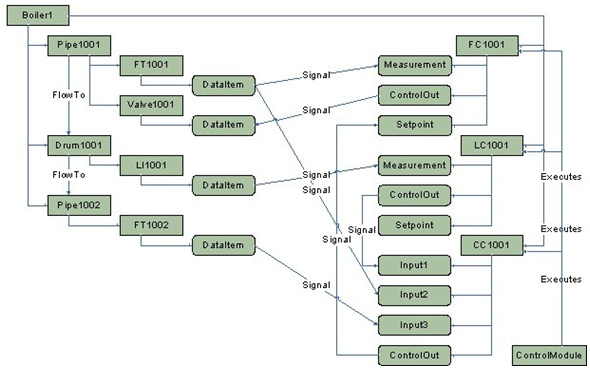 Boiler1
Pipe1001
FC1001
FT1001
Measurement
DataItem
Signal
FlowTo
Valve1001
ControlOut
Signal
DataItem
Setpoint
Drum1001
LC1001
LI1001
Measurement
FlowTo
Signal
Executes
DataItem
Signal
ControlOut
Pipe1002
FT1002
Setpoint
Signal
Executes
Signal
DataItem
CC1001
Input1
Executes
Signal
Input2
Input3
ControlOut
ControlModule